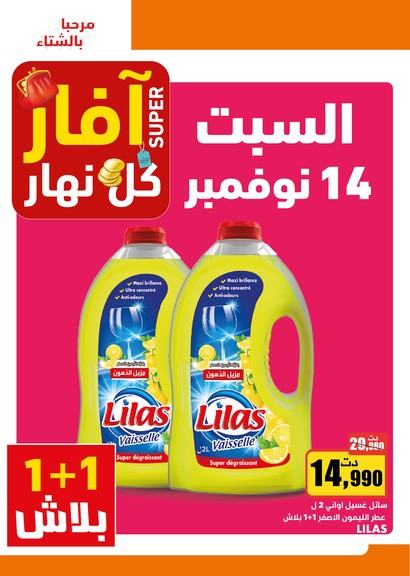 مرحبا
بالشتاء
آفار
SUPER
كل نهار
السبت
14 نوفمبر
Maxi brillance
Ultra concentré
Anti-odeurs
مزيل الدهون
Lilas
Vaisselle
Super dégraissant
Maxi brillance
Ultra concentré
Anti-odeurs
مزيل الدهون
Lilas
Vaisselle
Super dégraissant
2L
1+1
بلاش
29,990 دت
14,990 دت
سائل غسيل اواني 2 ل
عطر الليمون الاصفر 1+1 بلاش
LILAS